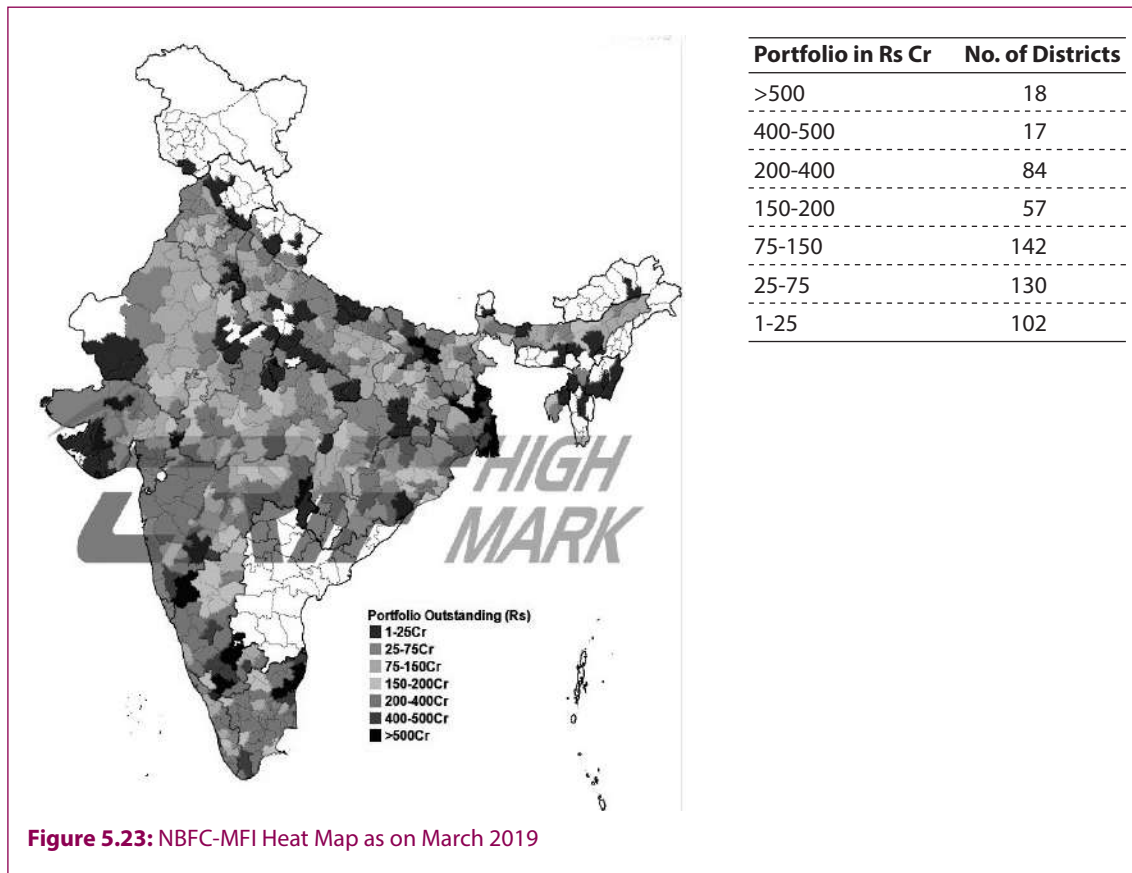 Portfolio in Rs Cr No. of Districts
>500 18
400-500 17
200-400 84
150-200 57
75-150 142
25-75 130
1-25 102
HIGH
MARK
Portfolio Outstanding (Rs)
1-25Cr
25-75Cr
75-150Cr
150-200Cr
200-400Cr
400-500Cr
>500Cr
Figure 5.23: NBFC-MFI Heat Map as on March 2019